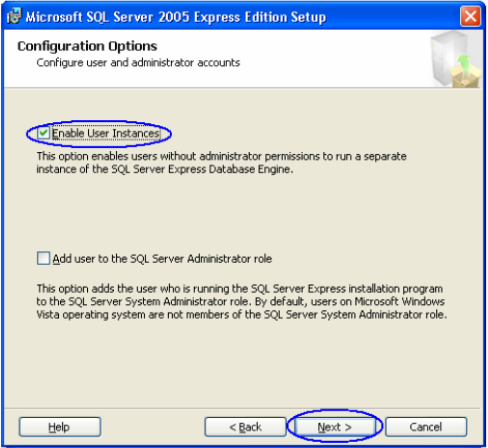 Microsoft SQL Server 2005 Express Edition Setup
Configuration Options
Configure user and administrator accounts
Enable User Instances
This option enables users without administrator permissions to run a separate
instance of the SQL Server Express Database Engine.
Add user to the SQL Server Administrator role
This option adds the user who is running the SQL Server Express installation program
to the SQL Server System Administrator role. By default, users on Microsoft Windows
Vista operating system are not members of the SQL Server System Administrator role.
Help
< Back
Next >
Cancel